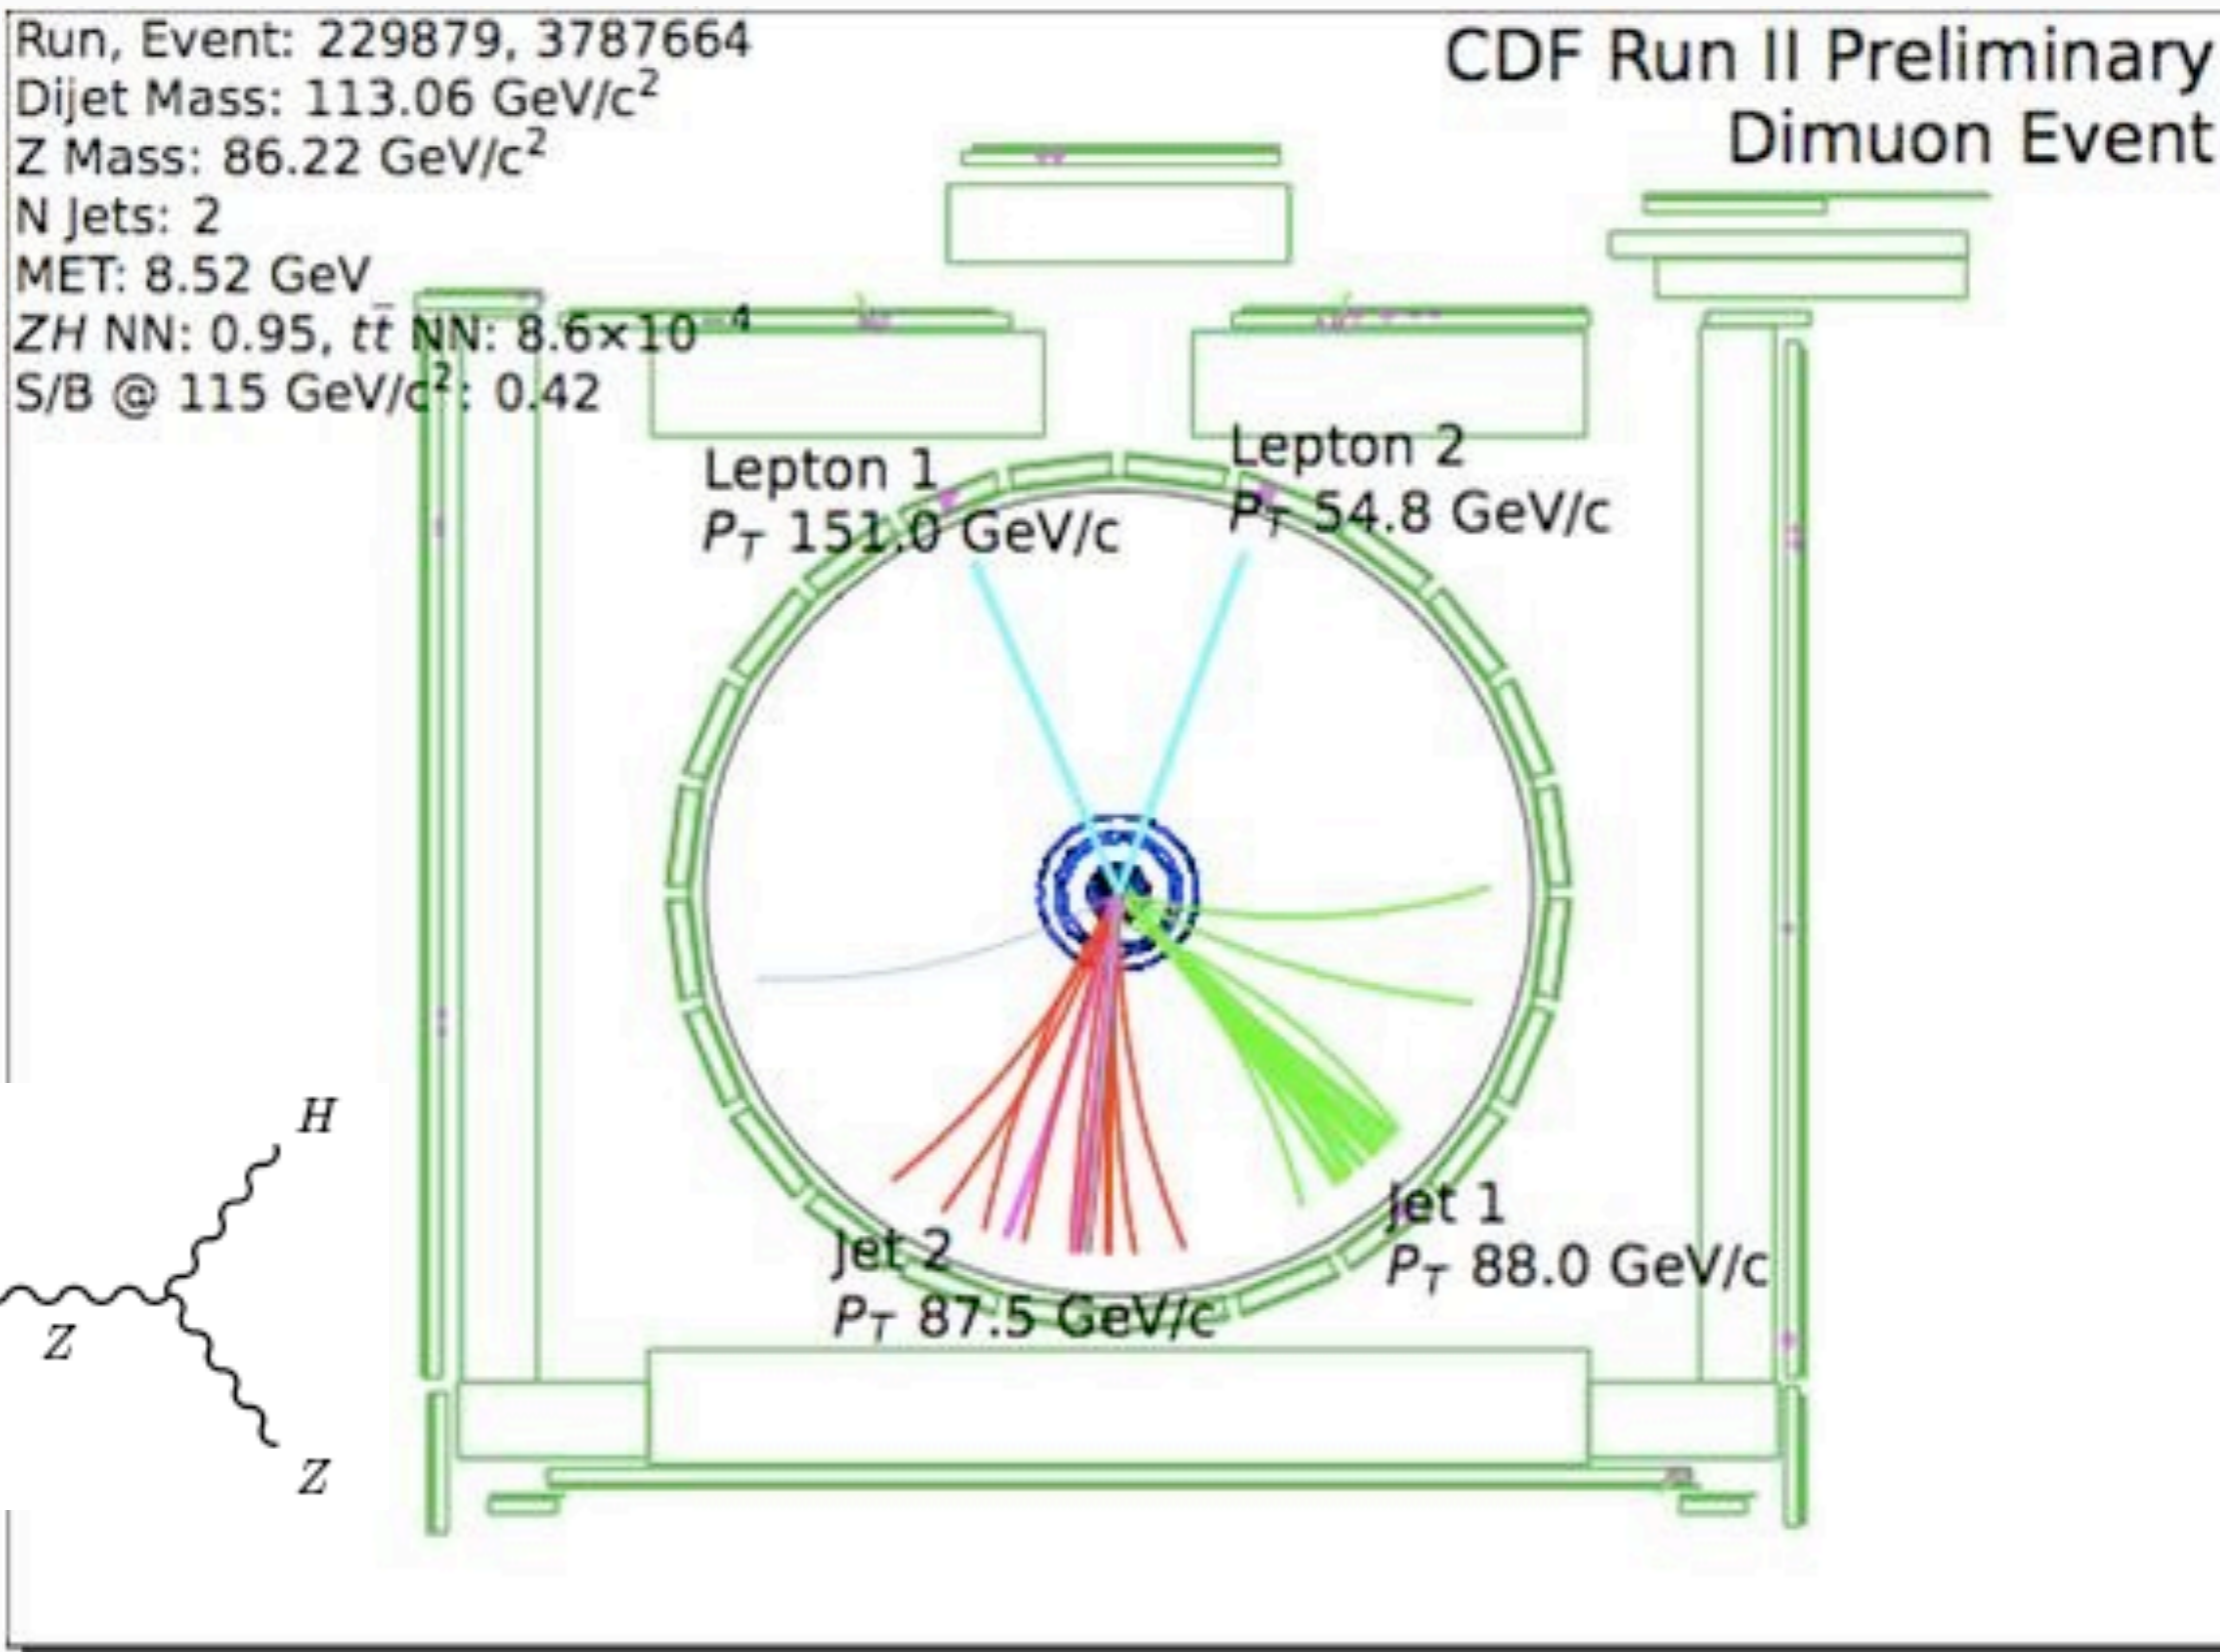 Run, Event: 229879, 3787664
Dijet Mass: 113.06 GeV/c²
Z Mass: 86.22 GeV/c²
N Jets: 2
MET: 8.52 GeV
ZH NN: 0.95, tt̄ NN: 8.6×10⁻⁴
S/B @ 115 GeV/c²: 0.42
CDF Run II Preliminary
Dimuon Event
Lepton 1
P_T 151.0 GeV/c
Lepton 2
P_T 54.8 GeV/c
Jet 1
P_T 88.0 GeV/c
Jet 2
P_T 87.5 GeV/c
H
Z
Z